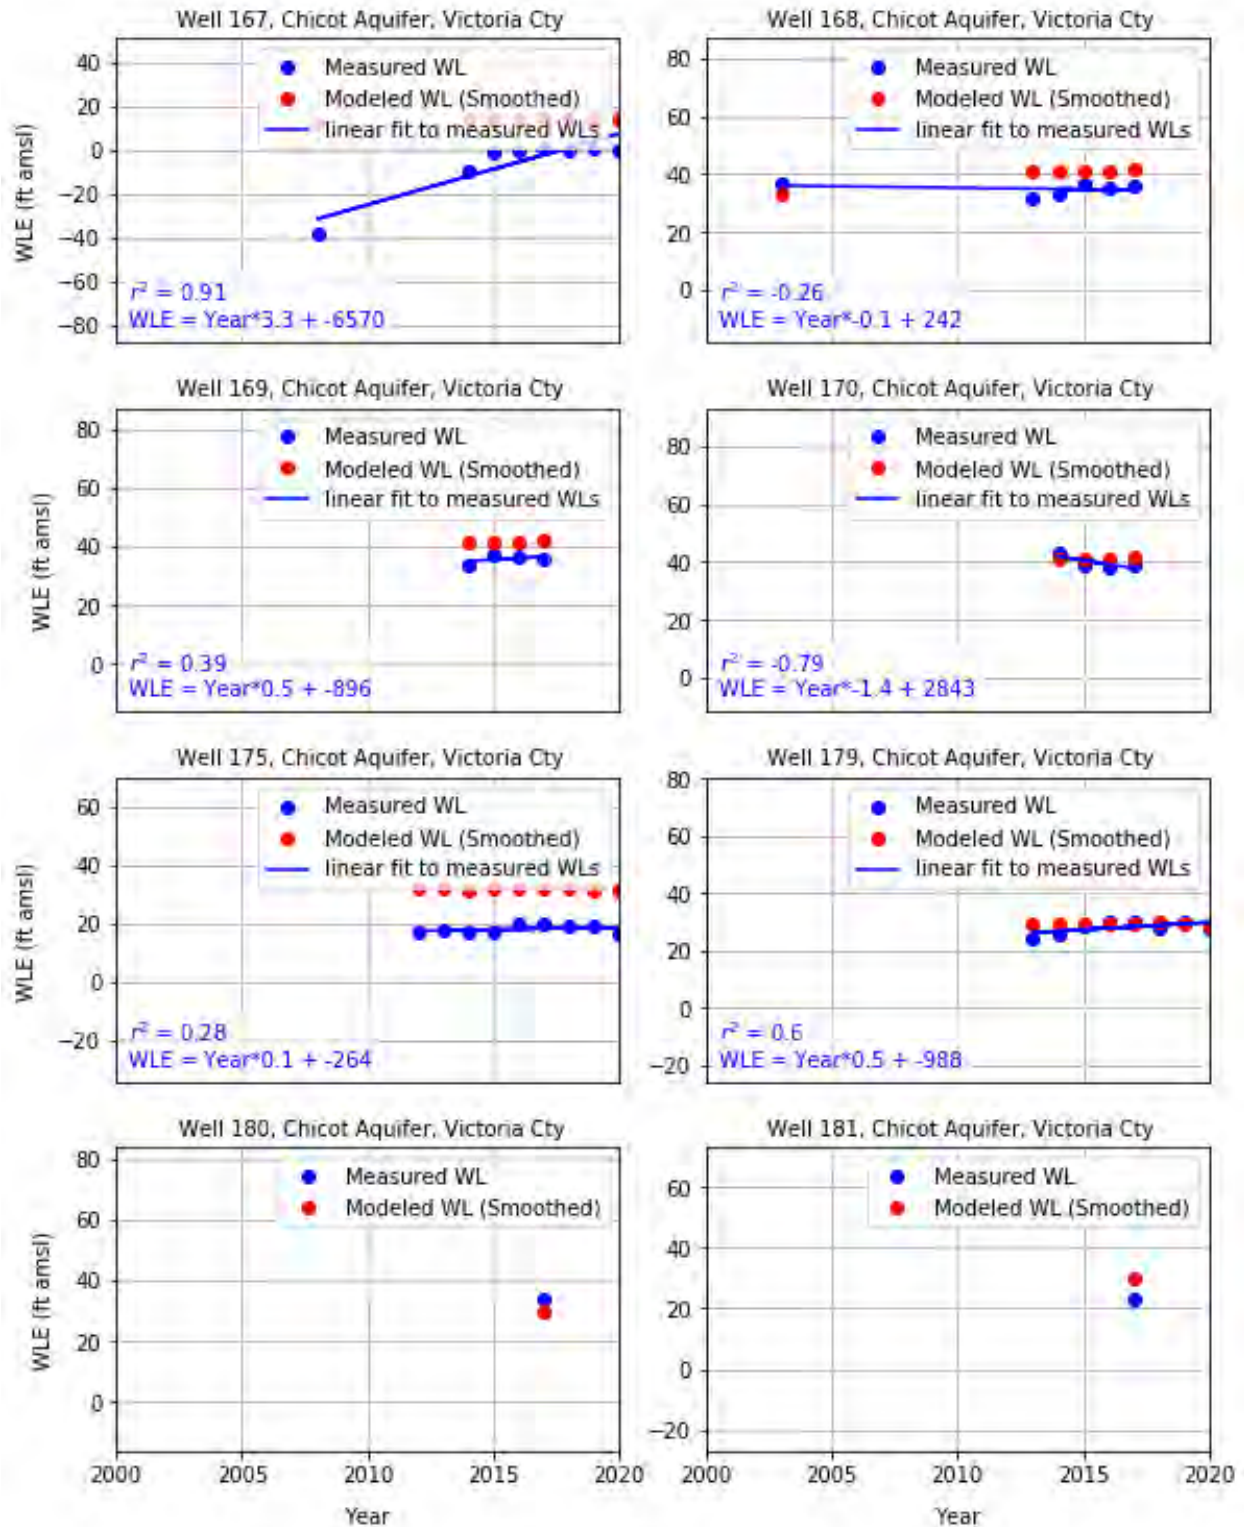 Well 167, Chicot Aquifer, Victoria Cty
WLE (ft amsl)
40
20
0
−20
−40
−60
−80
Measured WL
Modeled WL (Smoothed)
linear fit to measured WLs
r² = 0.91
WLE = Year*3.3 + -6570
Well 168, Chicot Aquifer, Victoria Cty
80
60
40
20
0
Measured WL
Modeled WL (Smoothed)
linear fit to measured WLs
r² = -0.26
WLE = Year*-0.1 + 242
Well 169, Chicot Aquifer, Victoria Cty
WLE (ft amsl)
80
60
40
20
0
Measured WL
Modeled WL (Smoothed)
linear fit to measured WLs
r² = 0.39
WLE = Year*0.5 + -896
Well 170, Chicot Aquifer, Victoria Cty
80
60
40
20
0
Measured WL
Modeled WL (Smoothed)
linear fit to measured WLs
r² = -0.79
WLE = Year*-1.4 + 2843
Well 175, Chicot Aquifer, Victoria Cty
WLE (ft amsl)
60
40
20
0
−20
Measured WL
Modeled WL (Smoothed)
linear fit to measured WLs
r² = 0.28
WLE = Year*0.1 + -264
Well 179, Chicot Aquifer, Victoria Cty
80
60
40
20
0
−20
Measured WL
Modeled WL (Smoothed)
linear fit to measured WLs
r² = 0.6
WLE = Year*0.5 + -988
Well 180, Chicot Aquifer, Victoria Cty
WLE (ft amsl)
80
60
40
20
0
Measured WL
Modeled WL (Smoothed)
2000 2005 2010 2015 2020
Year
Well 181, Chicot Aquifer, Victoria Cty
60
40
20
0
−20
Measured WL
Modeled WL (Smoothed)
2000 2005 2010 2015 2020
Year